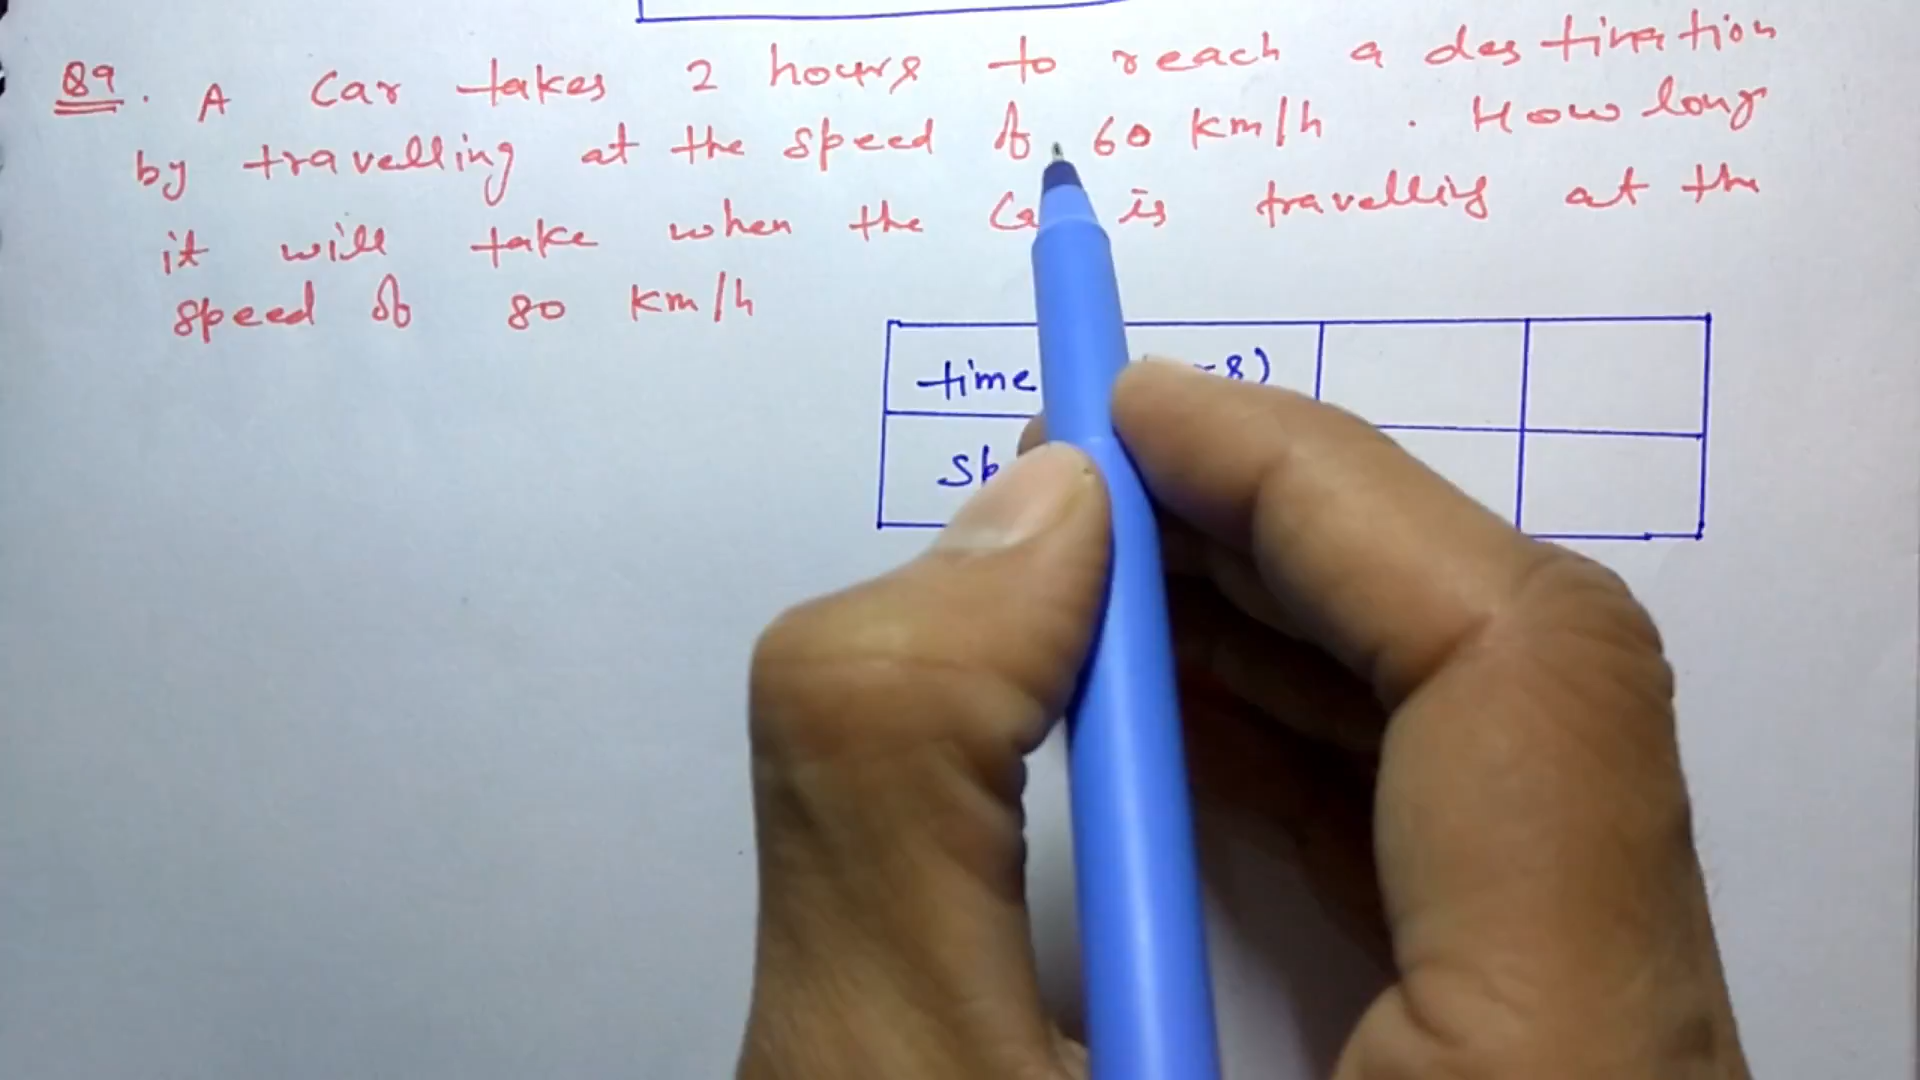 Q9. A car takes 2 hours to reach a destination
by travelling at the speed of 60 km/h. How long
it will take when the is travelling at the
speed of 80 km/h
time